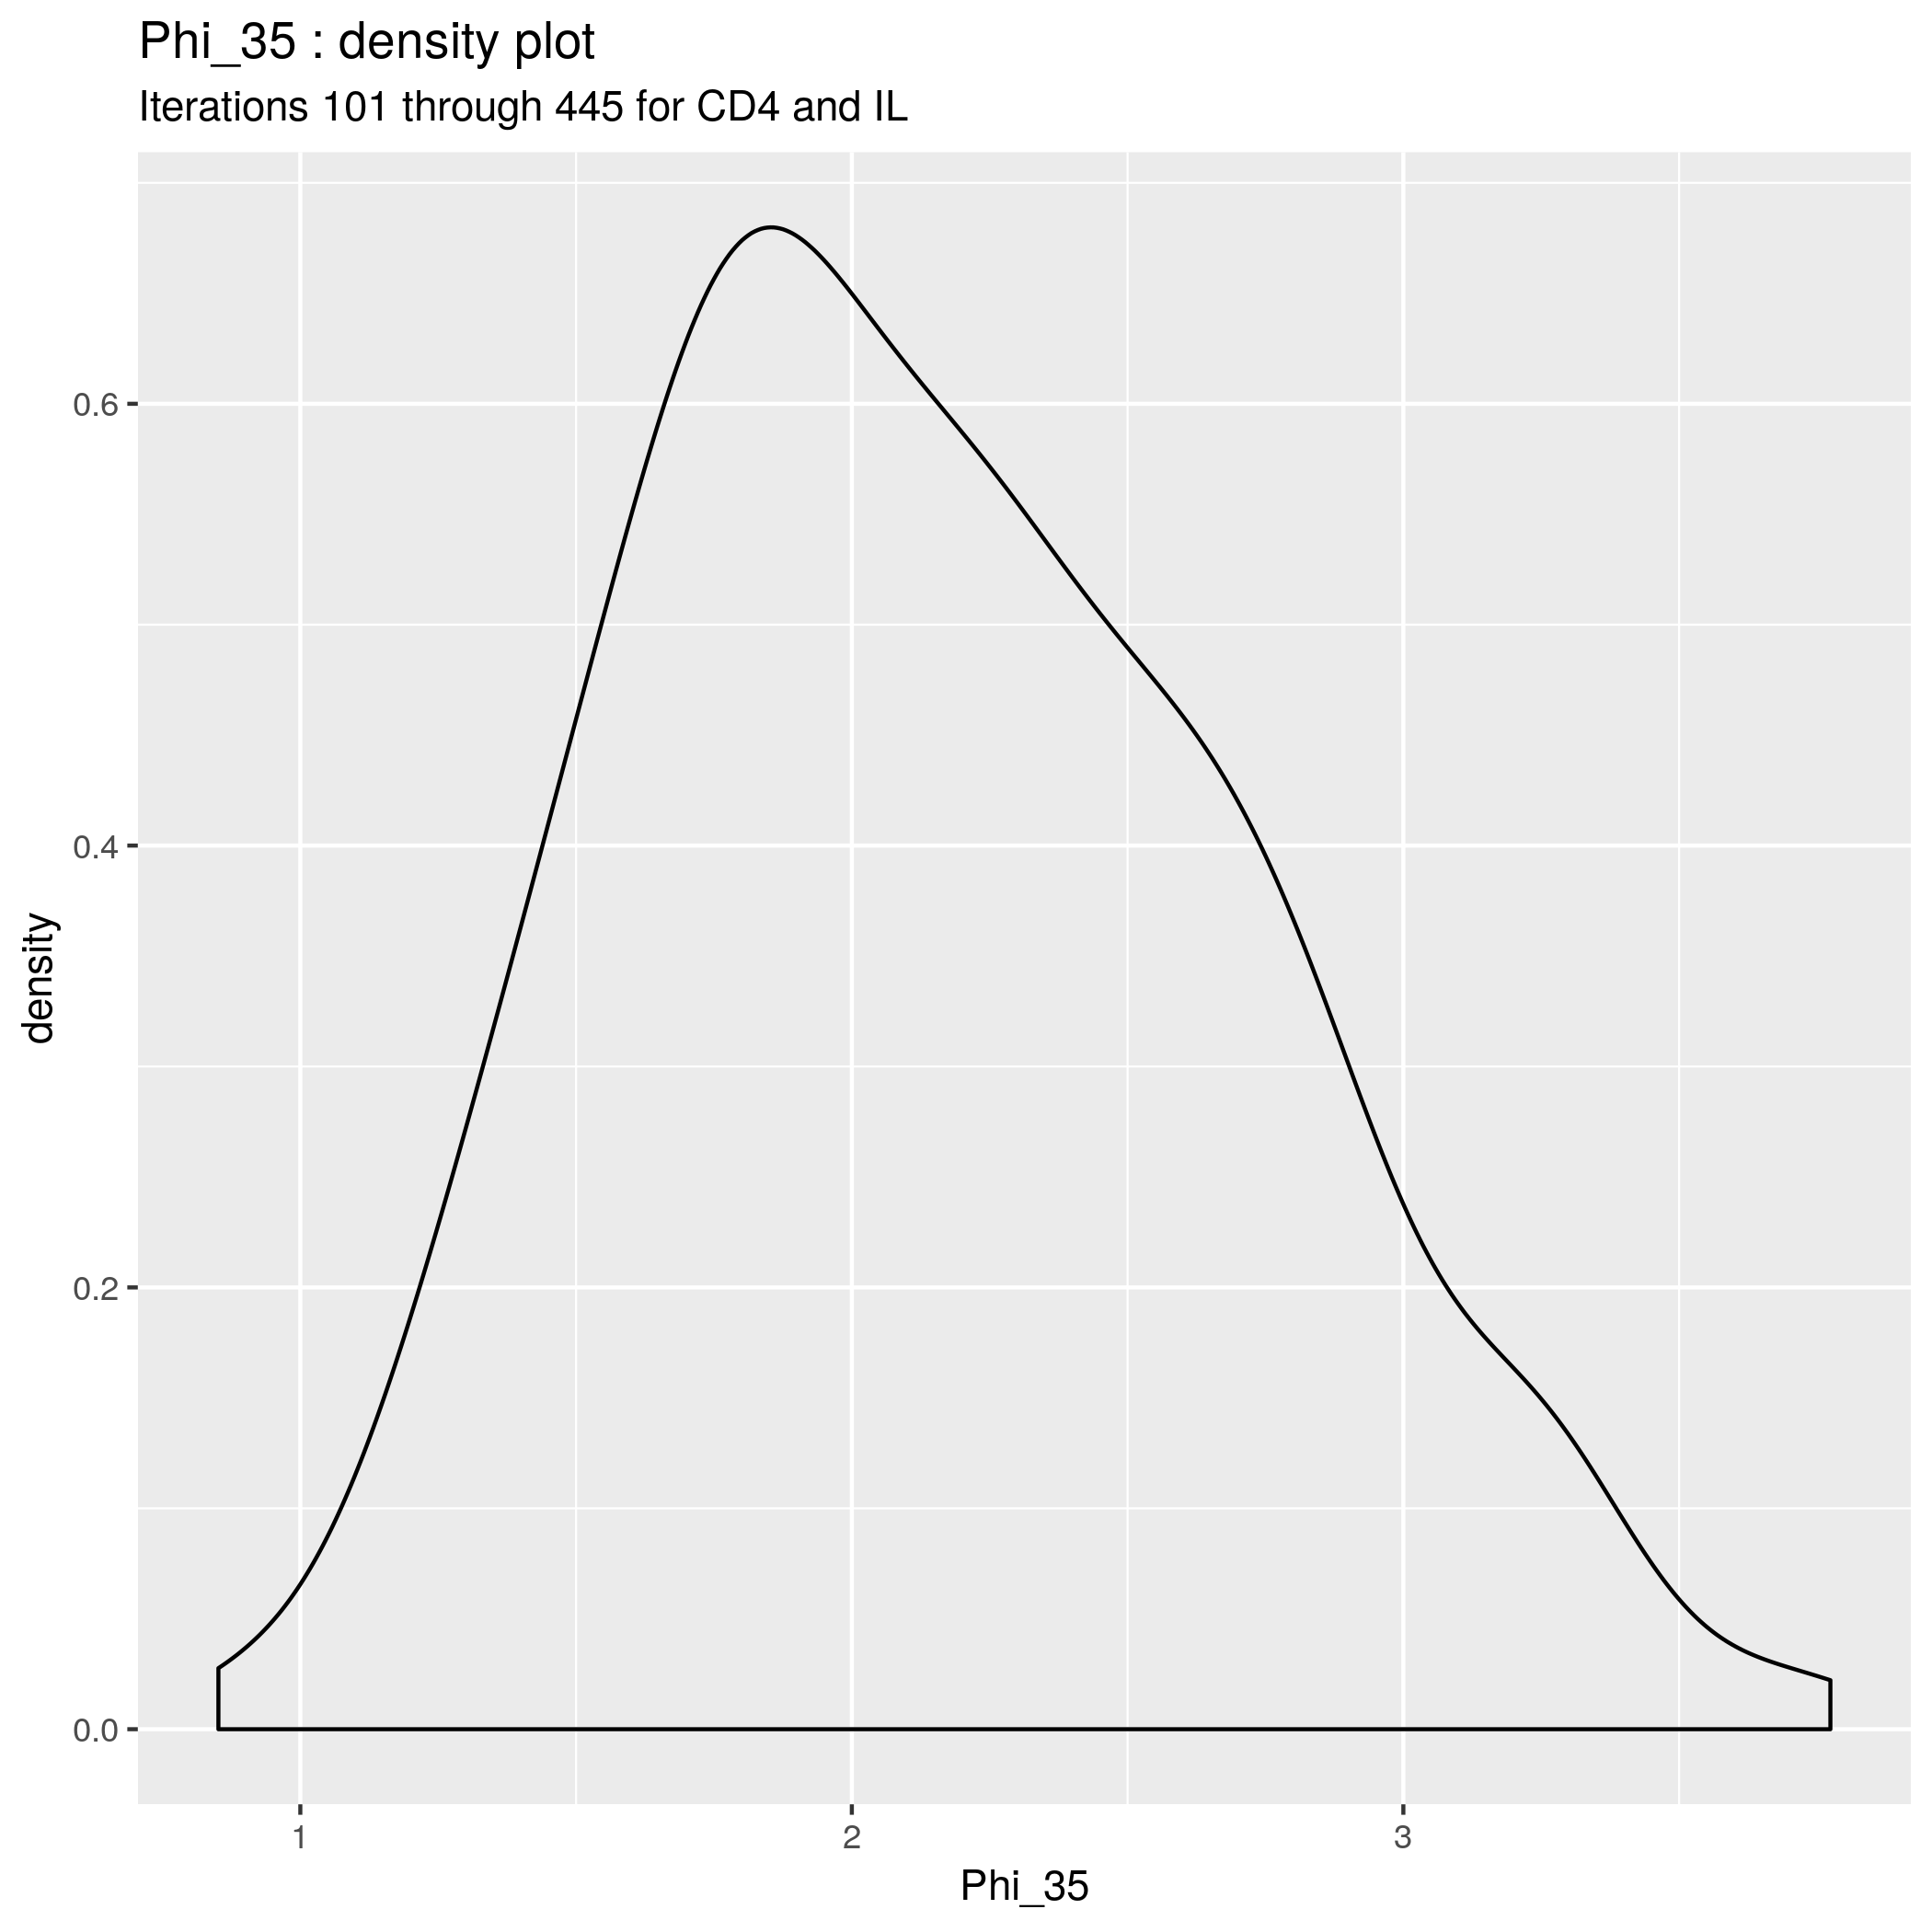 Phi_35 : density plot
Iterations 101 through 445 for CD4 and IL
density
0.6
0.4
0.2
0.0
1
2
3
Phi_35